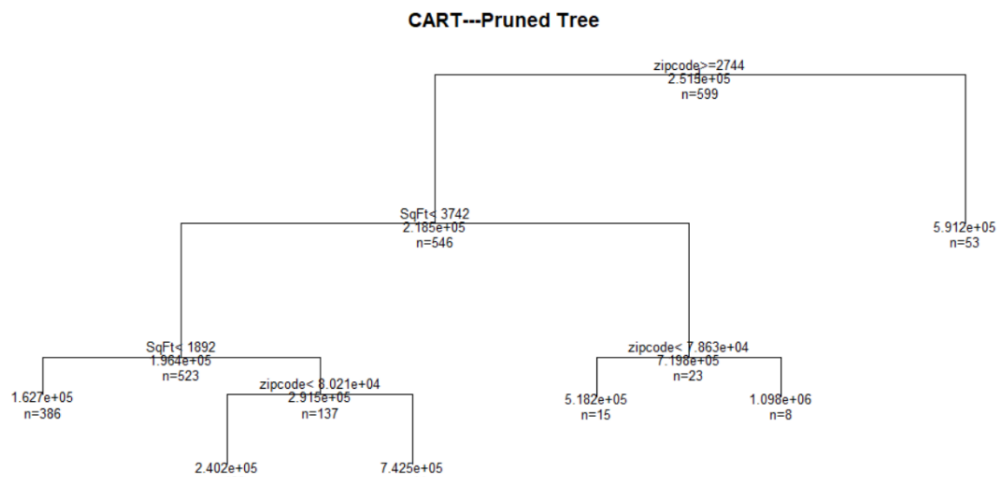 CART---Pruned Tree
zipcode>=2744
2.515e+05
n=599
SqFt< 3742
2.185e+05
n=546
5.912e+05
n=53
SqFt< 1892
1.964e+05
n=523
zipcode< 7.863e+04
7.198e+05
n=23
1.627e+05
n=386
zipcode< 8.021e+04
2.915e+05
n=137
5.182e+05
n=15
1.098e+06
n=8
2.402e+05
7.425e+05